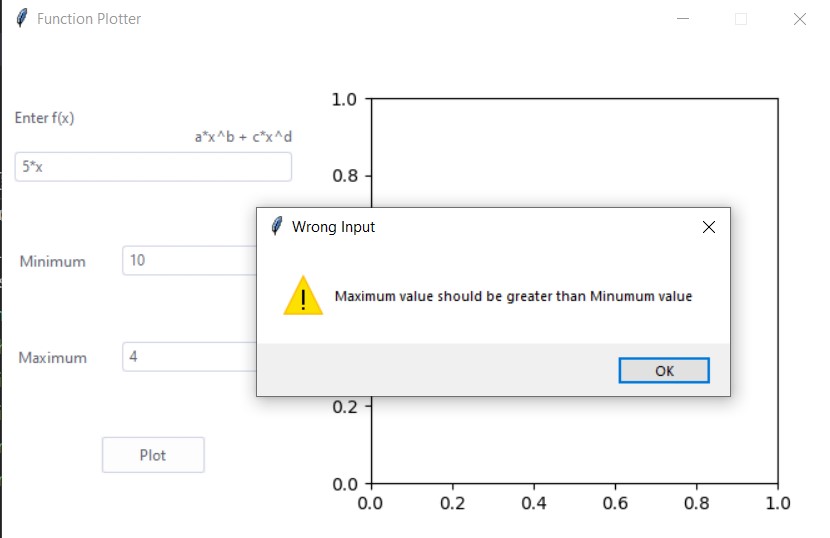 Function Plotter
Enter f(x)
a*x^b + c*x^d
5*x
Minimum
10
Maximum
4
Plot
1.0
0.8
0.2
0.0
0.0 0.2 0.4 0.6 0.8 1.0
Wrong Input
Maximum value should be greater than Minumum value
OK